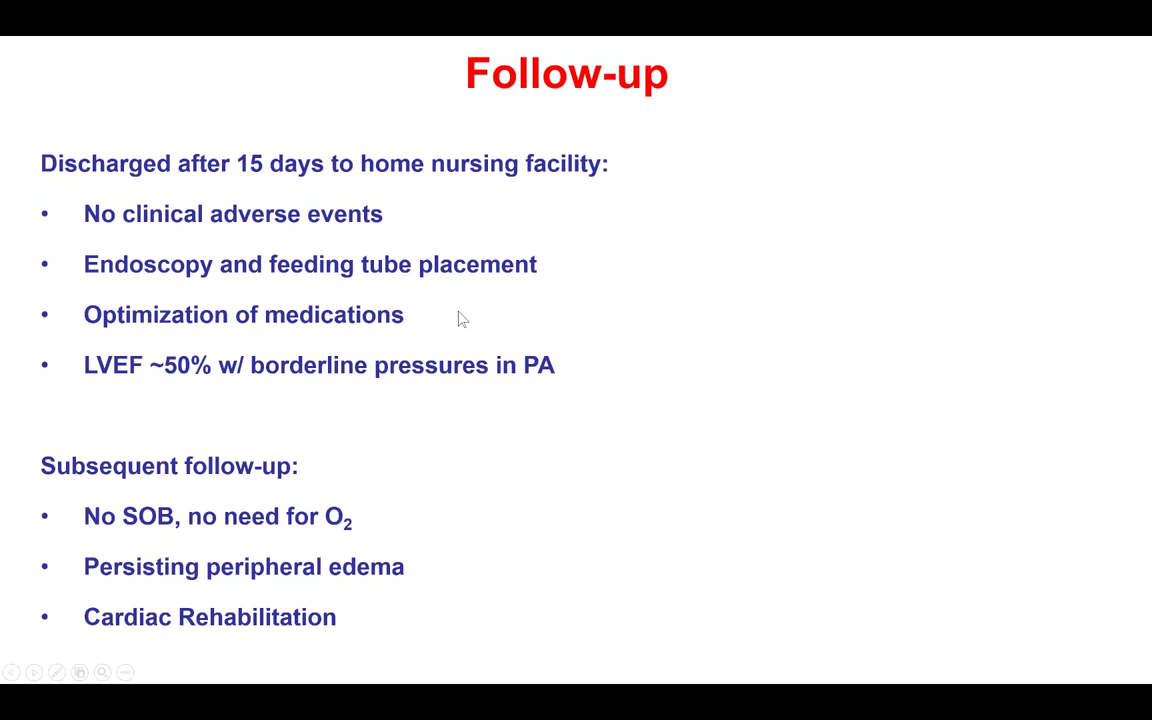 Follow-up
Discharged after 15 days to home nursing facility:
• No clinical adverse events
• Endoscopy and feeding tube placement
• Optimization of medications
• LVEF ~50% w/ borderline pressures in PA
Subsequent follow-up:
• No SOB, no need for O₂
• Persisting peripheral edema
• Cardiac Rehabilitation